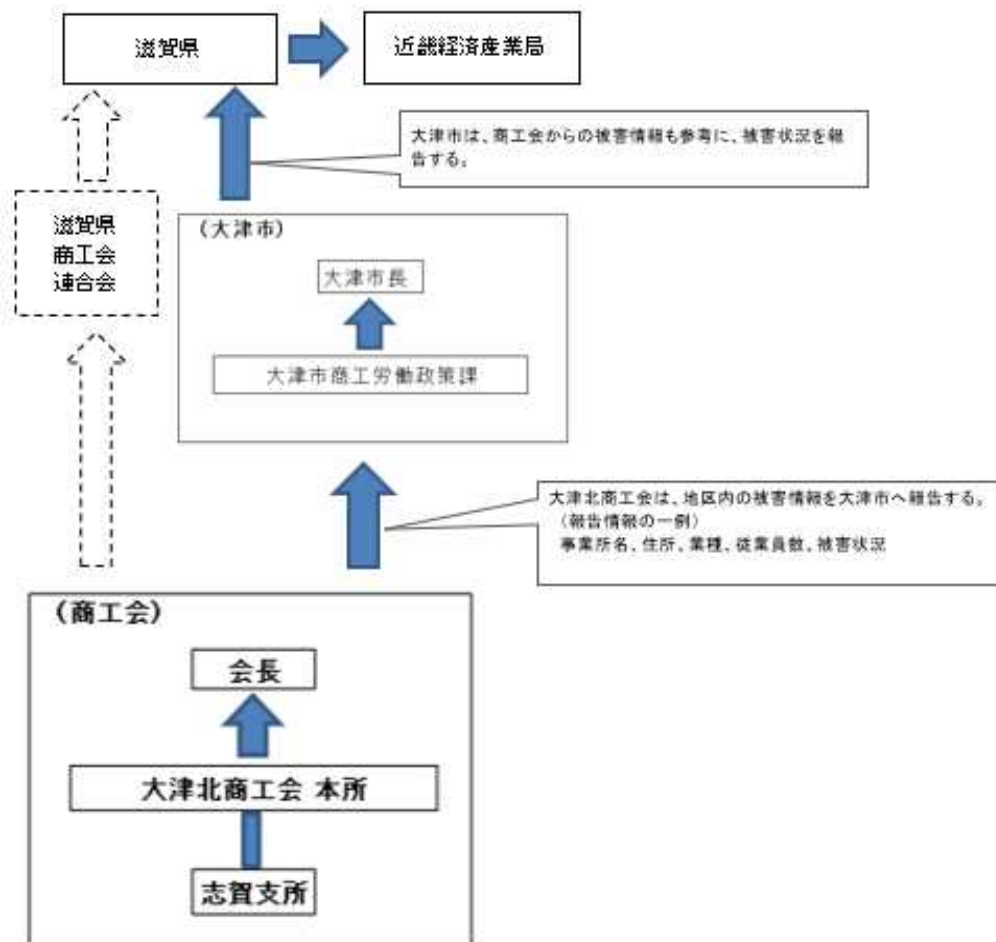 滋賀県
近畿経済産業局
大津市は、商工会からの被害情報も参考に、被害状況を報
告する。
滋賀県
商工会
連合会
(大津市)
大津市長
大津市商工労働政策課
大津北商工会は、地区内の被害情報を大津市へ報告する。
(報告情報の一例)
事業所名、住所、業種、従業員数、被害状況
(商工会)
会長
大津北商工会 本所
志賀支所